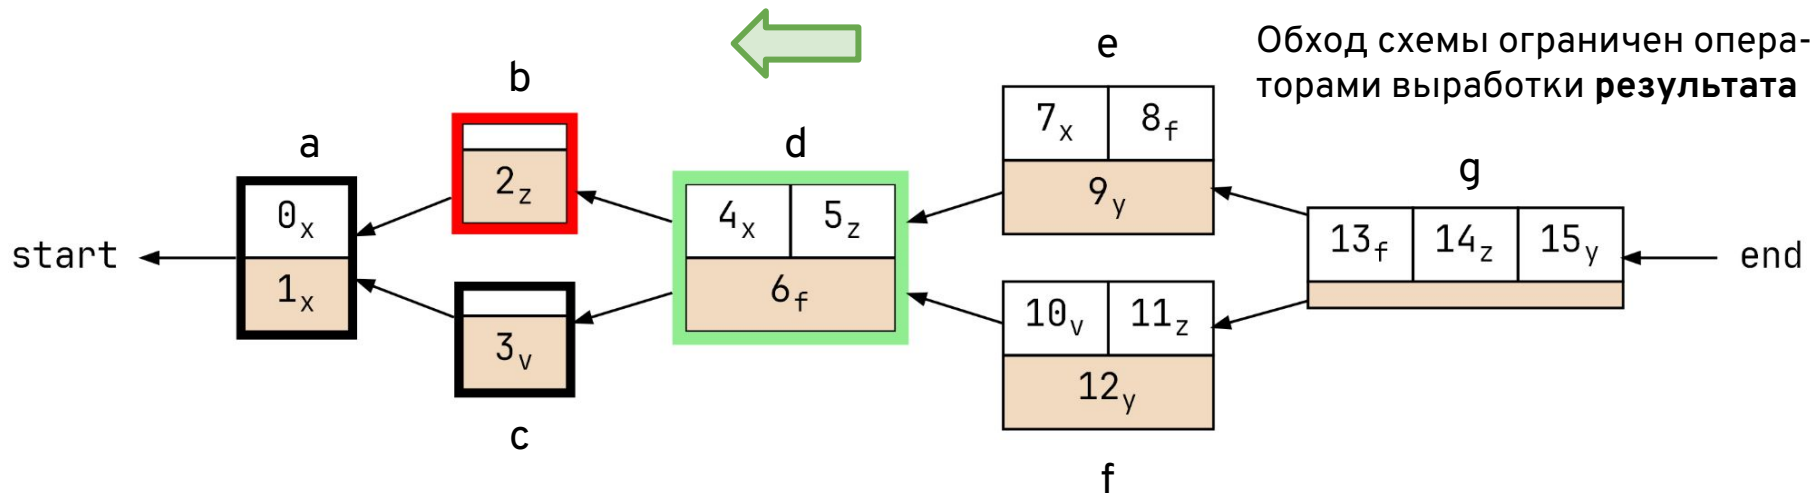 Обход схемы ограничен опера-
торами выработки результата
e
b
7x 8f
a
d
g
2z
9y
0x
4x 5z
13f 14z 15y
start
end
1x
6f
10v 11z
3v
12y
c
f